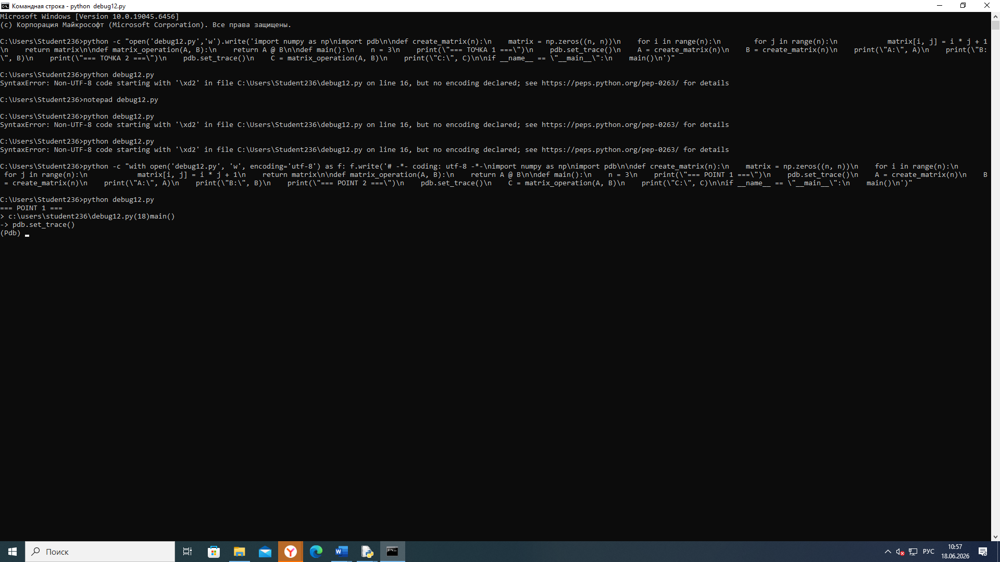 Командная строка - python  debug12.py
Microsoft Windows [Version 10.0.19045.6456]
(c) Корпорация Майкрософт (Microsoft Corporation). Все права защищены.
C:\Users\Student236>python -c "open('debug12.py','w').write('import numpy as np\nimport pdb\n\ndef create_matrix(n):\n    matrix = np.zeros((n, n))\n    for i in range(n):\n        for j in range(n):\n            matrix[i, j] = i * j + 1
\n    return matrix\n\ndef matrix_operation(A, B):\n    return A @ B\n\ndef main():\n    n = 3\n    print(\"=== ТОЧКА 1 ===\")\n    pdb.set_trace()\n    A = create_matrix(n)\n    B = create_matrix(n)\n    print(\"A:\", A)\n    print(\"B:
\", B)\n    print(\"=== ТОЧКА 2 ===\")\n    pdb.set_trace()\n    C = matrix_operation(A, B)\n    print(\"C:\", C)\n\nif __name__ == \"__main__\":\n    main()\n')"
C:\Users\Student236>python debug12.py
SyntaxError: Non-UTF-8 code starting with '\xd2' in file C:\Users\Student236\debug12.py on line 16, but no encoding declared; see https://peps.python.org/pep-0263/ for details
C:\Users\Student236>notepad debug12.py
C:\Users\Student236>python debug12.py
SyntaxError: Non-UTF-8 code starting with '\xd2' in file C:\Users\Student236\debug12.py on line 16, but no encoding declared; see https://peps.python.org/pep-0263/ for details
C:\Users\Student236>python debug12.py
SyntaxError: Non-UTF-8 code starting with '\xd2' in file C:\Users\Student236\debug12.py on line 16, but no encoding declared; see https://peps.python.org/pep-0263/ for details
C:\Users\Student236>python -c "with open('debug12.py', 'w', encoding='utf-8') as f: f.write('# -*- coding: utf-8 -*-\nimport numpy as np\nimport pdb\n\ndef create_matrix(n):\n    matrix = np.zeros((n, n))\n    for i in range(n):\n
 for j in range(n):\n            matrix[i, j] = i * j + 1\n    return matrix\n\ndef matrix_operation(A, B):\n    return A @ B\n\ndef main():\n    n = 3\n    print(\"=== POINT 1 ===\")\n    pdb.set_trace()\n    A = create_matrix(n)\n    B
 = create_matrix(n)\n    print(\"A:\", A)\n    print(\"B:\", B)\n    print(\"=== POINT 2 ===\")\n    pdb.set_trace()\n    C = matrix_operation(A, B)\n    print(\"C:\", C)\n\nif __name__ == \"__main__\":\n    main()\n')"
C:\Users\Student236>python debug12.py
=== POINT 1 ===
> c:\users\student236\debug12.py(18)main()
-> pdb.set_trace()
(Pdb)
Поиск
РУС
10:57
18.06.2026